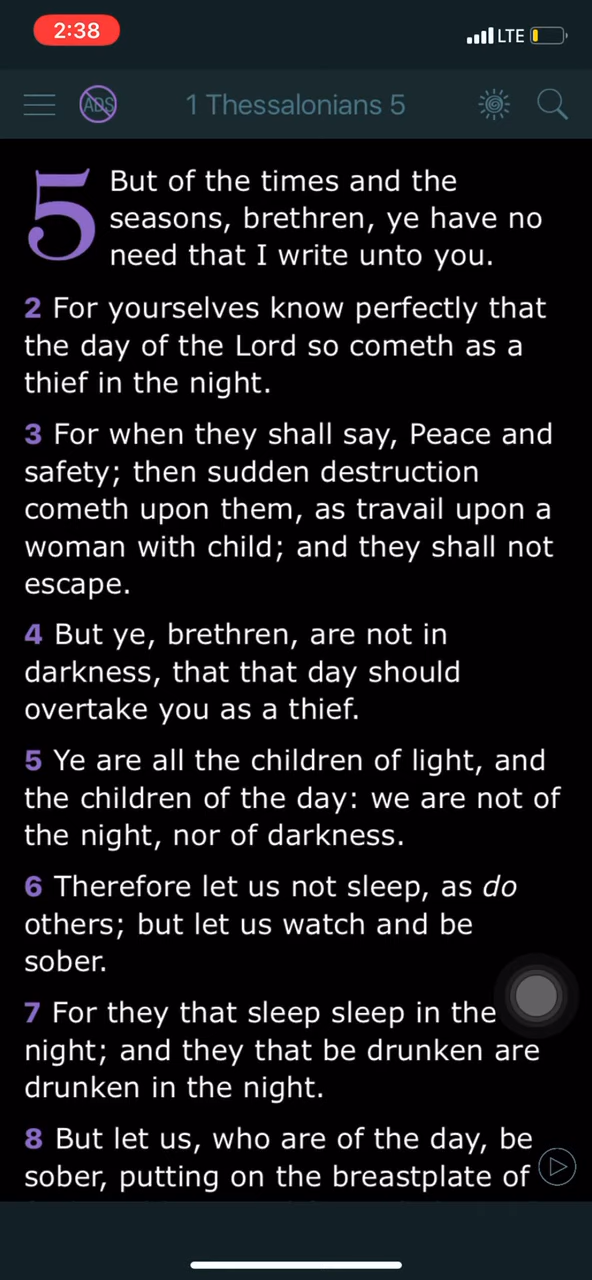 2:38
LTE
ADS
1 Thessalonians 5
5 But of the times and the
seasons, brethren, ye have no
need that I write unto you.
2 For yourselves know perfectly that
the day of the Lord so cometh as a
thief in the night.
3 For when they shall say, Peace and
safety; then sudden destruction
cometh upon them, as travail upon a
woman with child; and they shall not
escape.
4 But ye, brethren, are not in
darkness, that that day should
overtake you as a thief.
5 Ye are all the children of light, and
the children of the day: we are not of
the night, nor of darkness.
6 Therefore let us not sleep, as do
others; but let us watch and be
sober.
7 For they that sleep sleep in the
night; and they that be drunken are
drunken in the night.
8 But let us, who are of the day, be
sober, putting on the breastplate of